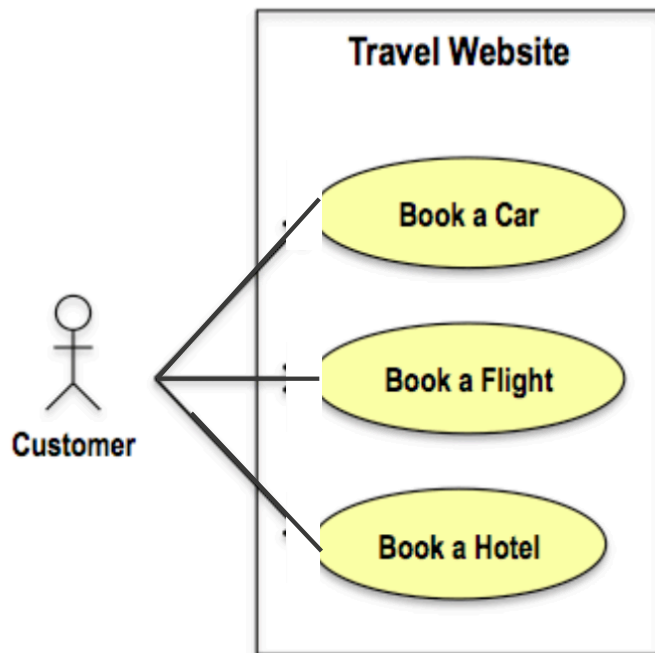 Travel Website
Book a Car
Book a Flight
Customer
Book a Hotel